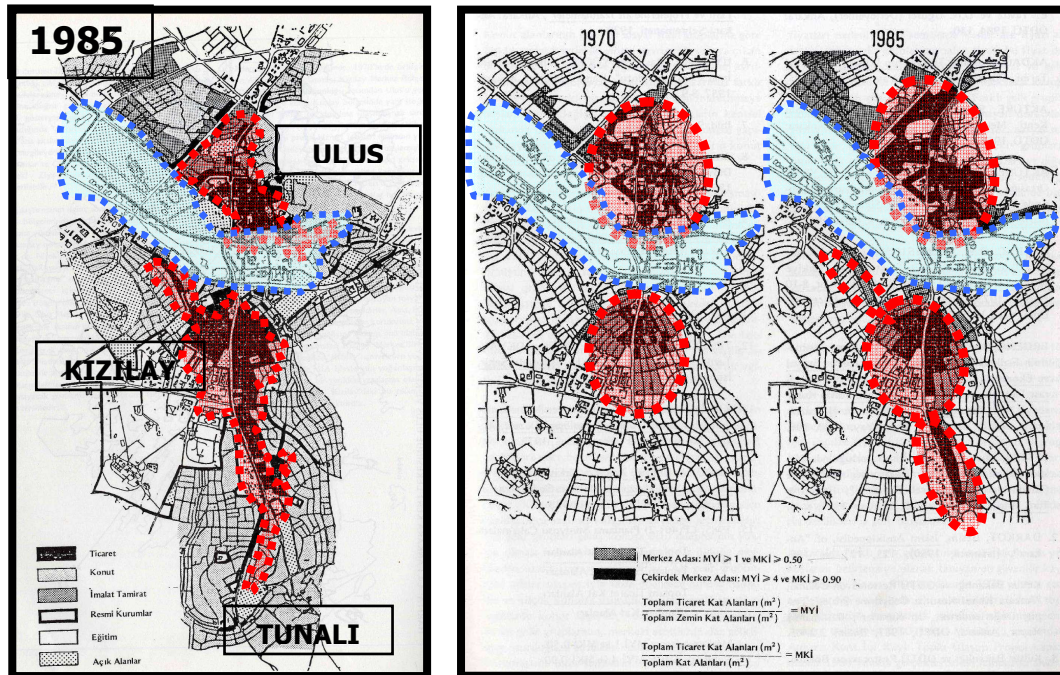 1985
ULUS
KIZILAY
Ticaret
Konut
İmalat Tamirat
Resmi Kurumlar
Eğitim
Açık Alanlar
TUNALI
1970
1985
Merkez Adası: MYİ ⩾ 1 ve MKİ ⩾ 0.50
Çekirdek Merkez Adası: MYİ ⩾ 4 ve MKİ ⩾ 0.90
Toplam Ticaret Kat Alanları (m²)
Toplam Zemin Kat Alanları (m²)
= MYİ
Toplam Ticaret Kat Alanları (m²)
Toplam Kat Alanları (m²)
= MKİ